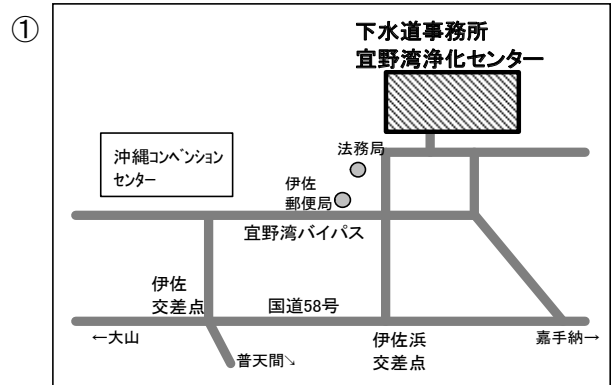 ①
下水道事務所
宜野湾浄化センター
法務局
沖縄コンベンション
センター
伊佐
郵便局
宜野湾バイパス
伊佐
交差点
国道58号
←大山
伊佐浜
交差点
嘉手納→
普天間↘